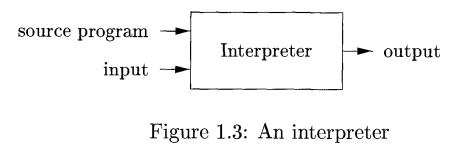 source program
input
Interpreter
output
Figure 1.3: An interpreter